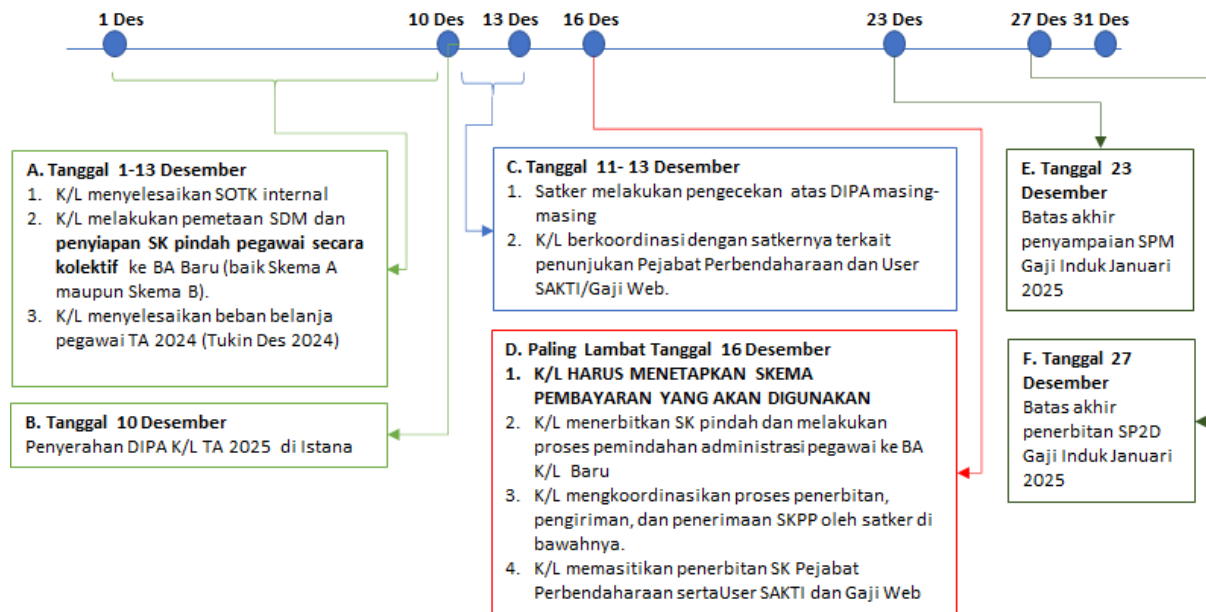 1 Des
10 Des
13 Des
16 Des
23 Des
27 Des
31 Des
A. Tanggal 1-13 Desember
1. K/L menyelesaikan SOTK internal
2. K/L melakukan pemetaan SDM dan
penyiapan SK pindah pegawai secara
kolektif ke BA Baru (baik Skema A
maupun Skema B).
3. K/L menyelesaikan beban belanja
pegawai TA 2024 (Tukin Des 2024)
B. Tanggal 10 Desember
Penyerahan DIPA K/L TA 2025 di Istana
C. Tanggal 11- 13 Desember
1. Satker melakukan pengecekan atas DIPA masing-
masing
2. K/L berkoordinasi dengan satkernya terkait
penunjukan Pejabat Perbendaharaan dan User
SAKTI/Gaji Web.
D. Paling Lambat Tanggal 16 Desember
1. K/L HARUS MENETAPKAN SKEMA
PEMBAYARAN YANG AKAN DIGUNAKAN
2. K/L menerbitkan SK pindah dan melakukan
proses pemindahan administrasi pegawai ke BA
K/L Baru
3. K/L mengkoordinasikan proses penerbitan,
pengiriman, dan penerimaan SKPP oleh satker di
bawahnya.
4. K/L memasitikan penerbitan SK Pejabat
Perbendaharaan sertaUser SAKTI dan Gaji Web
E. Tanggal 23
Desember
Batas akhir
penyampaian SPM
Gaji Induk Januari
2025
F. Tanggal 27
Desember
Batas akhir
penerbitan SP2D
Gaji Induk Januari
2025